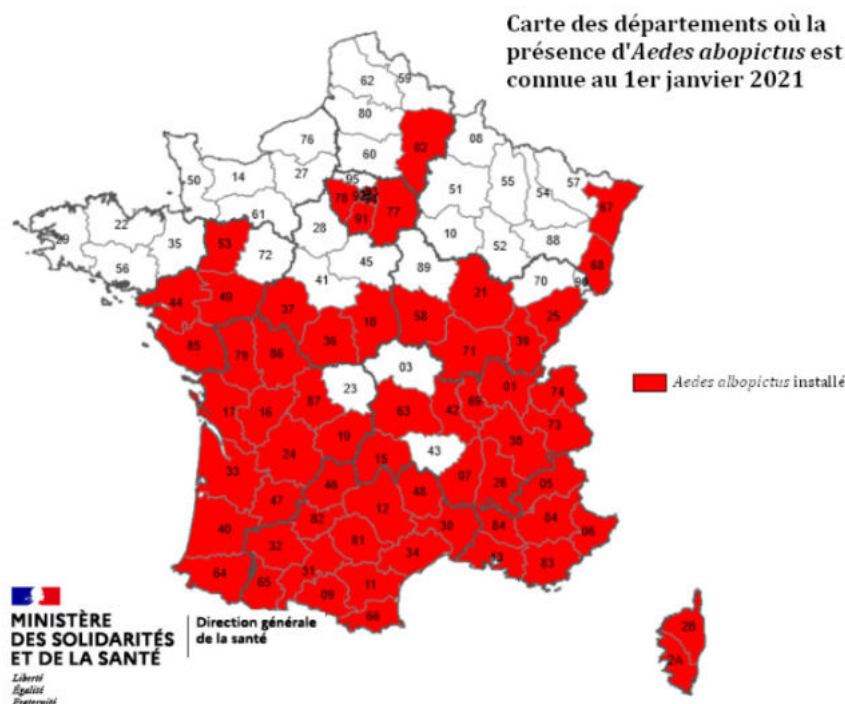 Carte des départements où la
présence d'Aedes abopictus est
connue au 1er janvier 2021
62 59
80
76 02 08
60
50 14 27 95 57
51 55 54
78 77 67
61 91
22 28 10 88
29 35 53 52 68
72 45
56 89 70 90
41
44 49 21 25
37 18 58
36 39
85 79 86 71
03
23 01 74
17 16 87 63 42 69
73
19 38
24 15 43
33 07 26 05
46 48
47 12 04 06
82 30 84
40 32 81 34 13 83
31
64 65 09 11
66
2B
2A
Aedes albopictus installé
MINISTÈRE
DES SOLIDARITÉS
ET DE LA SANTÉ
Liberté
Égalité
Fraternité
Direction générale
de la santé